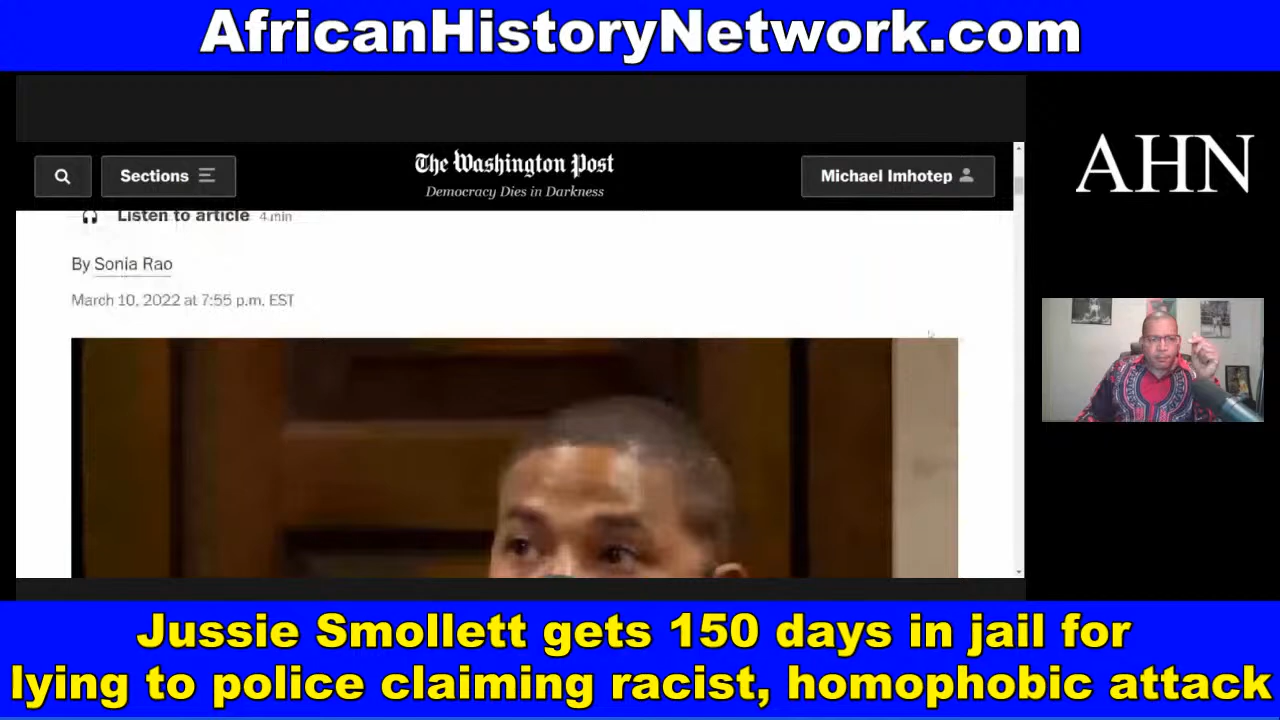 AfricanHistoryNetwork.com
Sections
The Washington Post
Democracy Dies in Darkness
Michael Imhotep
AHN
Listen to article 4 min
By Sonia Rao
March 10, 2022 at 7:55 p.m. EST
Jussie Smollett gets 150 days in jail for
lying to police claiming racist, homophobic attack